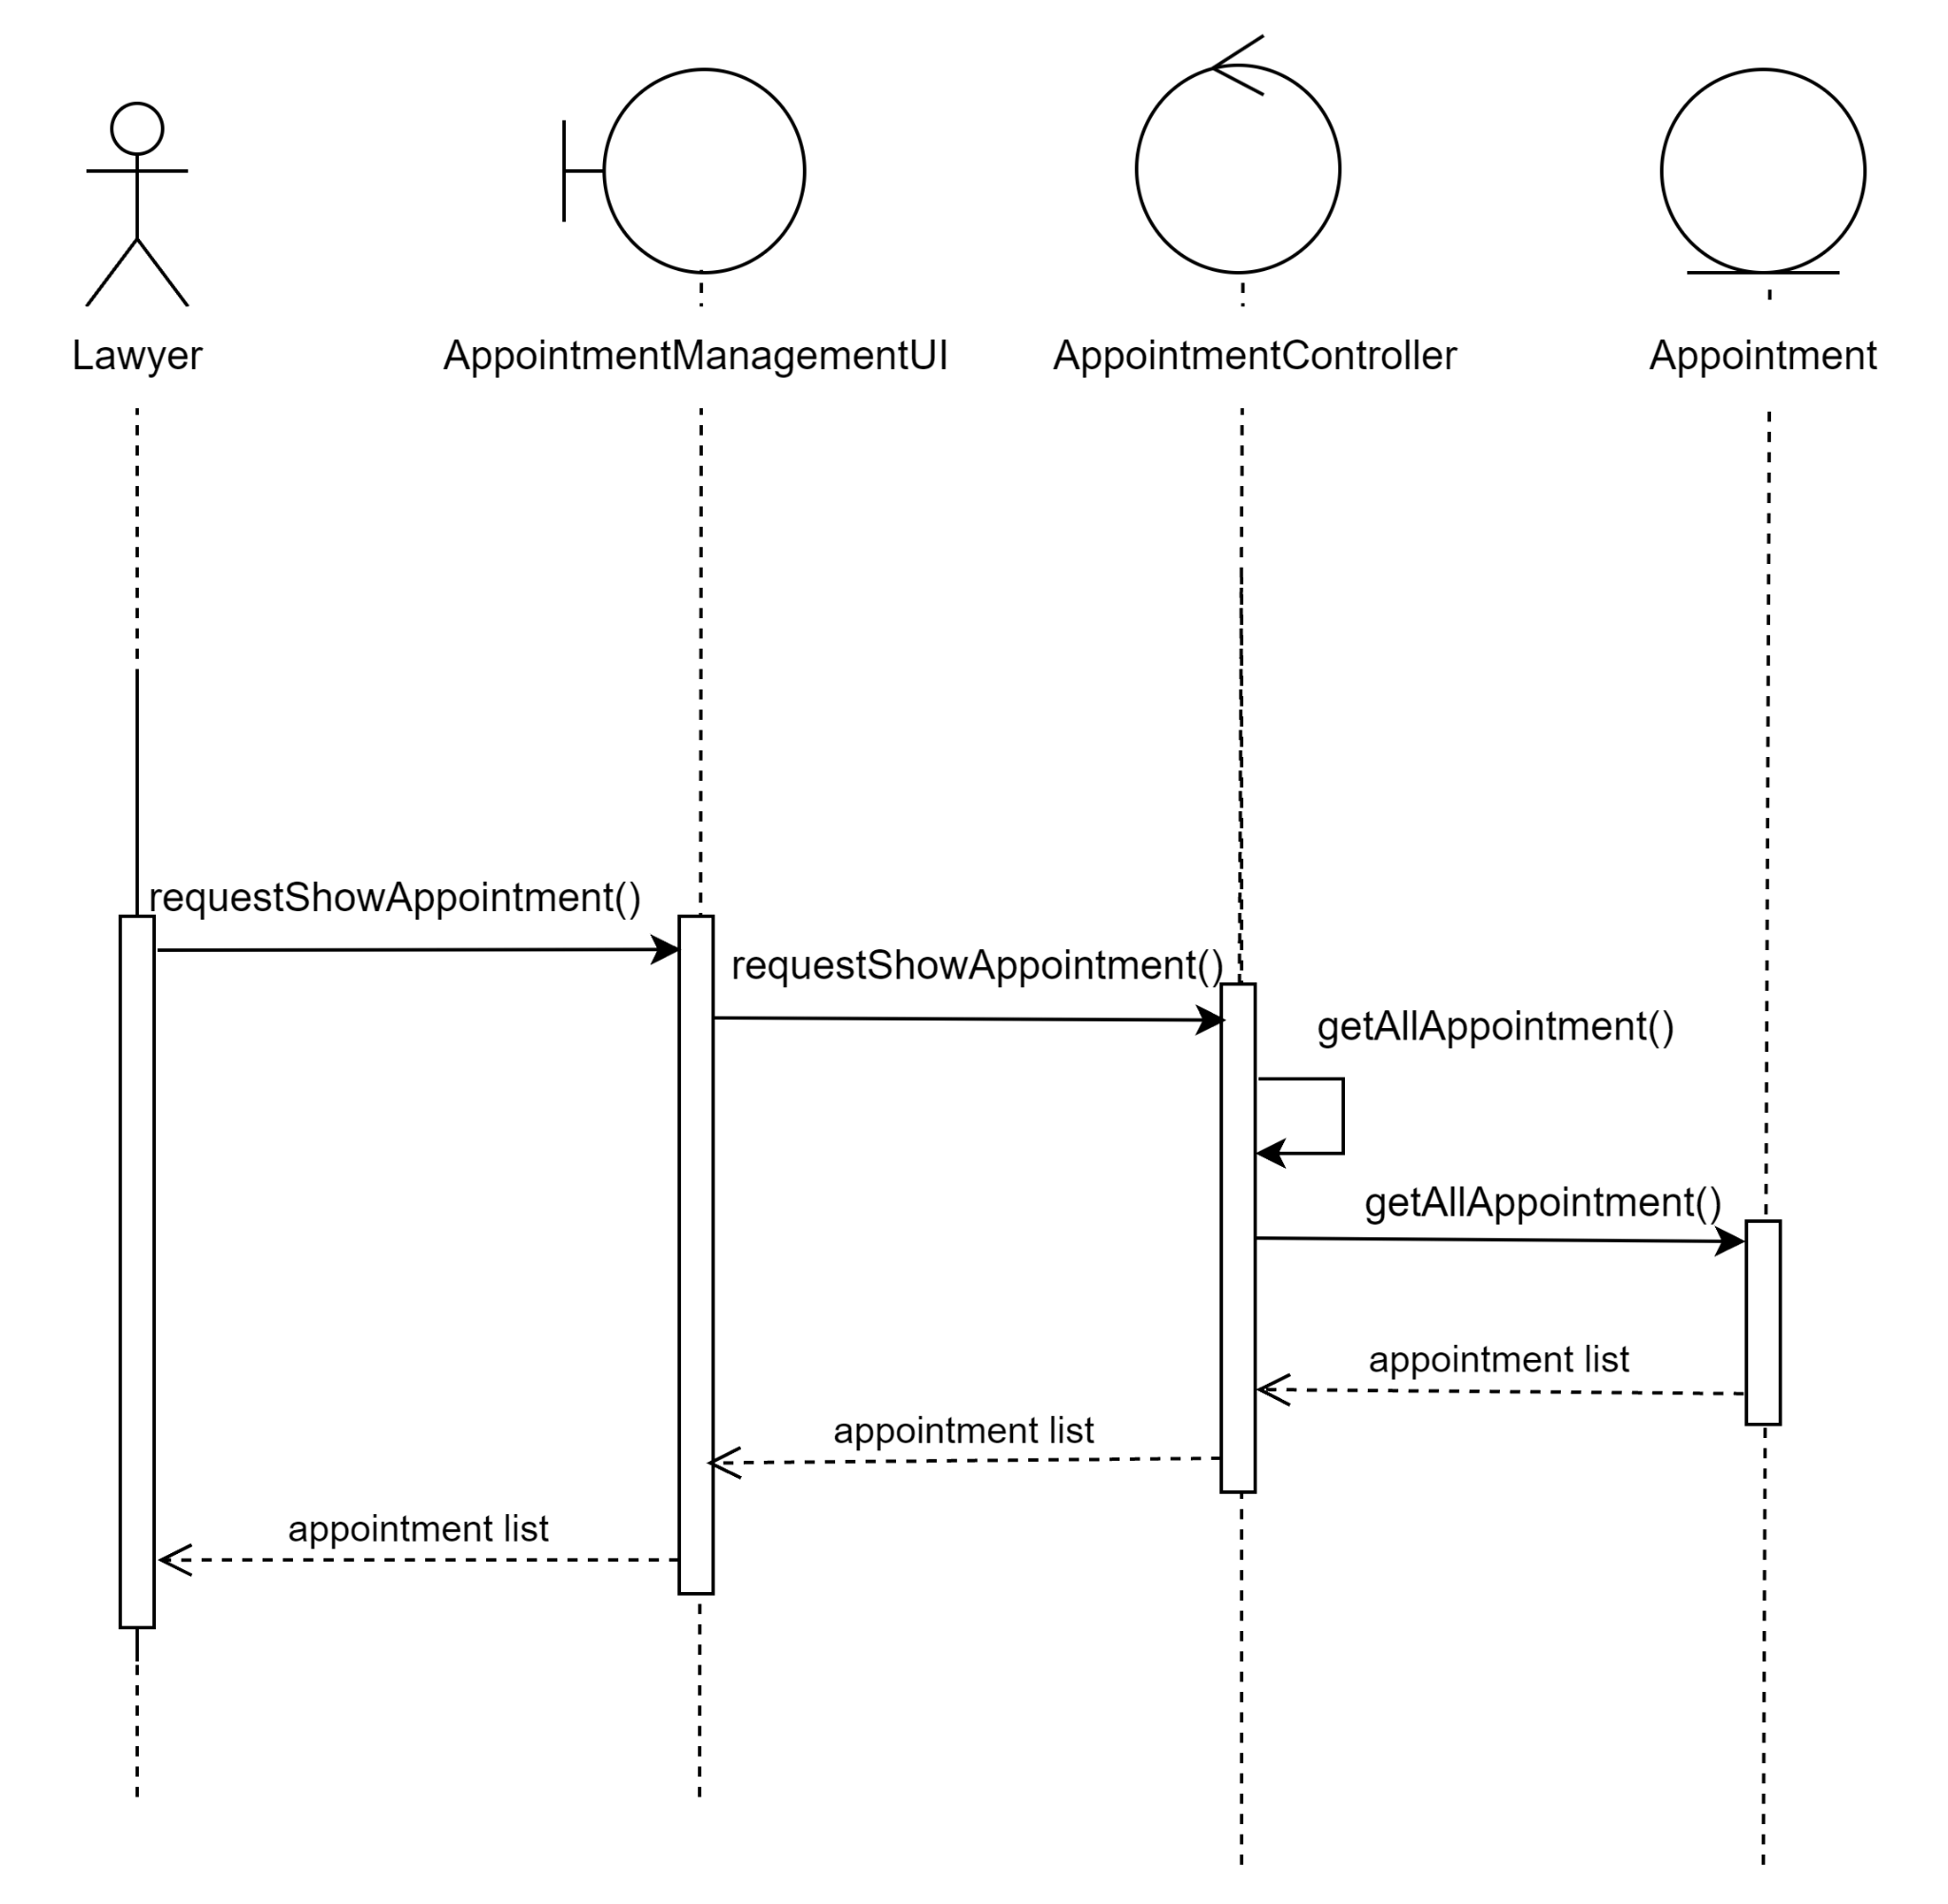 Lawyer
AppointmentManagementUI
AppointmentController
Appointment
requestShowAppointment()
requestShowAppointment()
getAllAppointment()
getAllAppointment()
appointment list
appointment list
appointment list